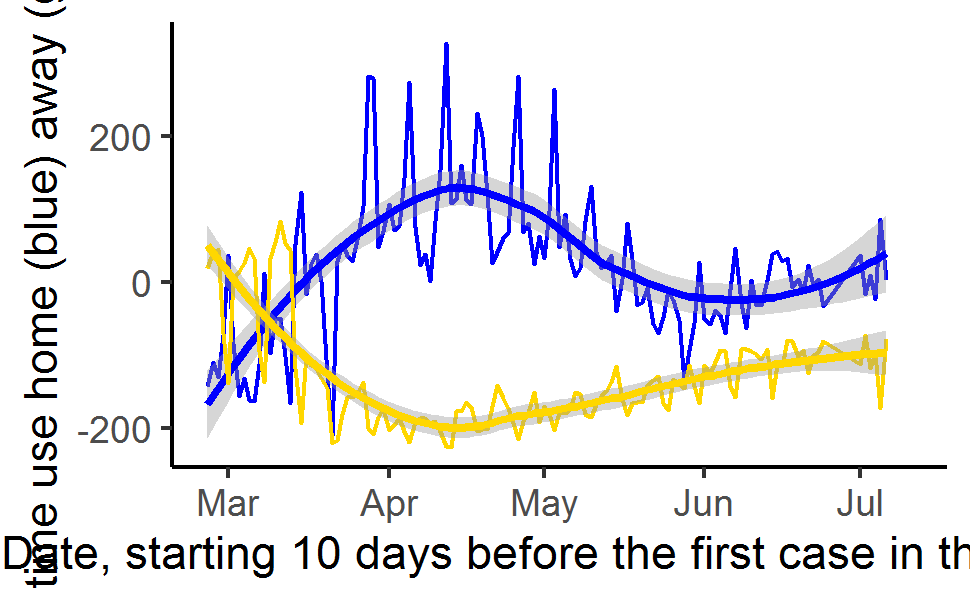 time use home (blue) away (
200
0
-200
Mar Apr May Jun Jul
Date, starting 10 days before the first case in th